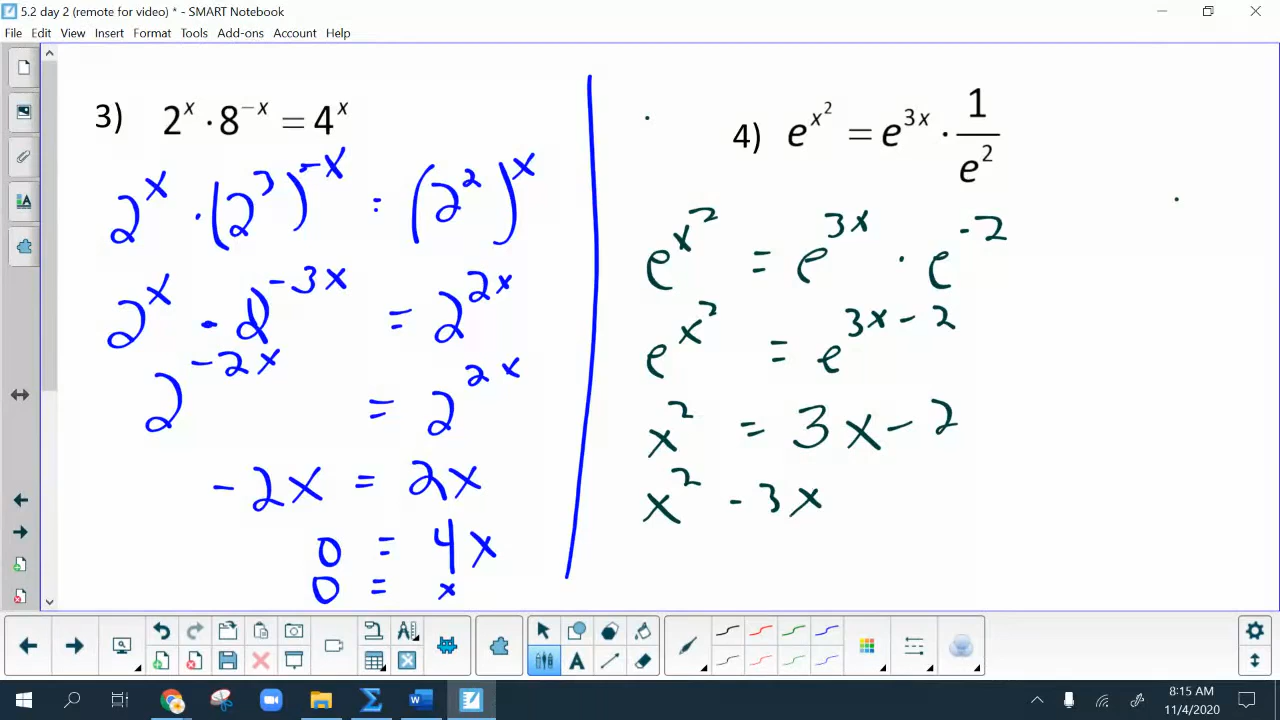 5.2 day 2 (remote for video) * - SMART Notebook
File Edit View Insert Format Tools Add-ons Account Help
3) 2^x · 8^{-x} = 4^x
2^x · (2^3)^{-x} = (2^2)^x
2^x · 2^{-3x} = 2^{2x}
2^{-2x} = 2^{2x}
-2x = 2x
0 = 4x
0 = x
4) e^{x^2} = e^{3x} · 1/e^2
e^{x^2} = e^{3x} · e^{-2}
e^{x^2} = e^{3x-2}
x^2 = 3x - 2
x^2 - 3x
8:15 AM
11/4/2020